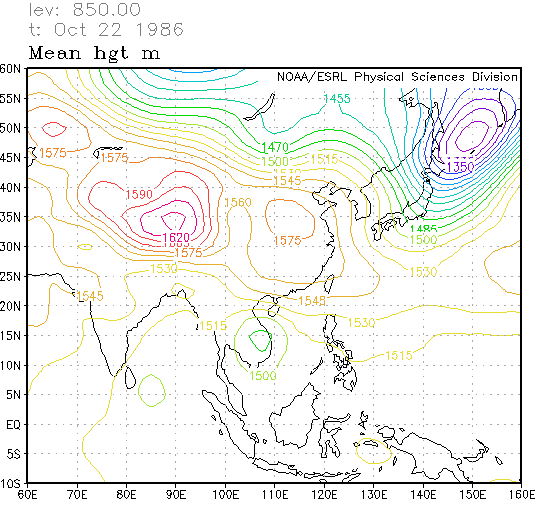 lev: 850.00
t: Oct 22 1986
Mean hgt m
NOAA/ESRL Physical Sciences Division
60N
55N
1455
50N
1470
1575
1575
1500
1515
45N
1350
1545
40N
1590
1560
35N
1620
1575
1485
1500
30N
1575
25N
1530
1530
1545
1545
20N
1515
1530
15N
1515
10N
1500
5N
EQ
5S
10S
60E 70E 80E 90E 100E 110E 120E 130E 140E 150E 160E